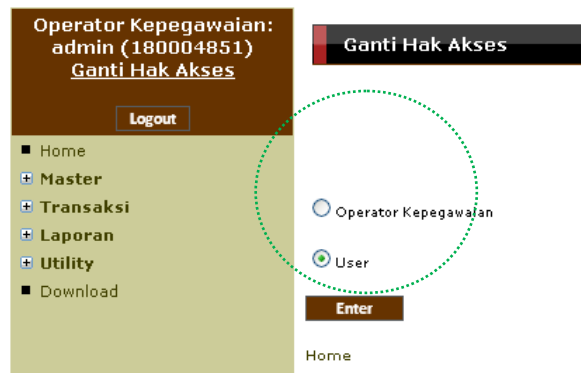 Operator Kepegawaian:
admin (180004851)
Ganti Hak Akses
Logout
Home
Master
Transaksi
Laporan
Utility
Download
Ganti Hak Akses
Operator Kepegawaian
User
Enter
Home